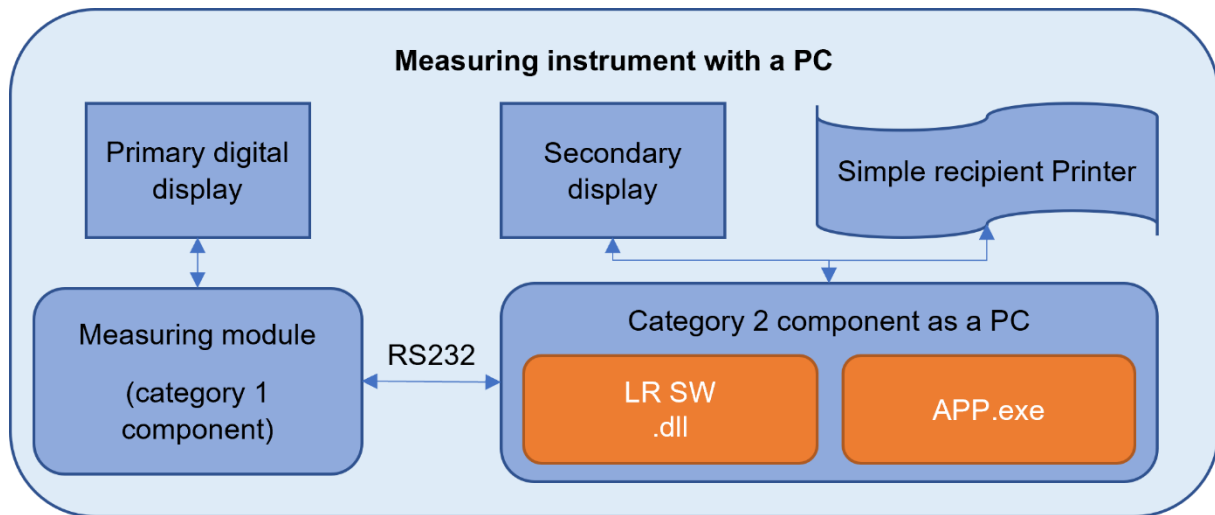 Measuring instrument with a PC
Primary digital
display
Secondary
display
Simple recipient Printer
Measuring module
(category 1
component)
RS232
Category 2 component as a PC
LR SW
.dll
APP.exe